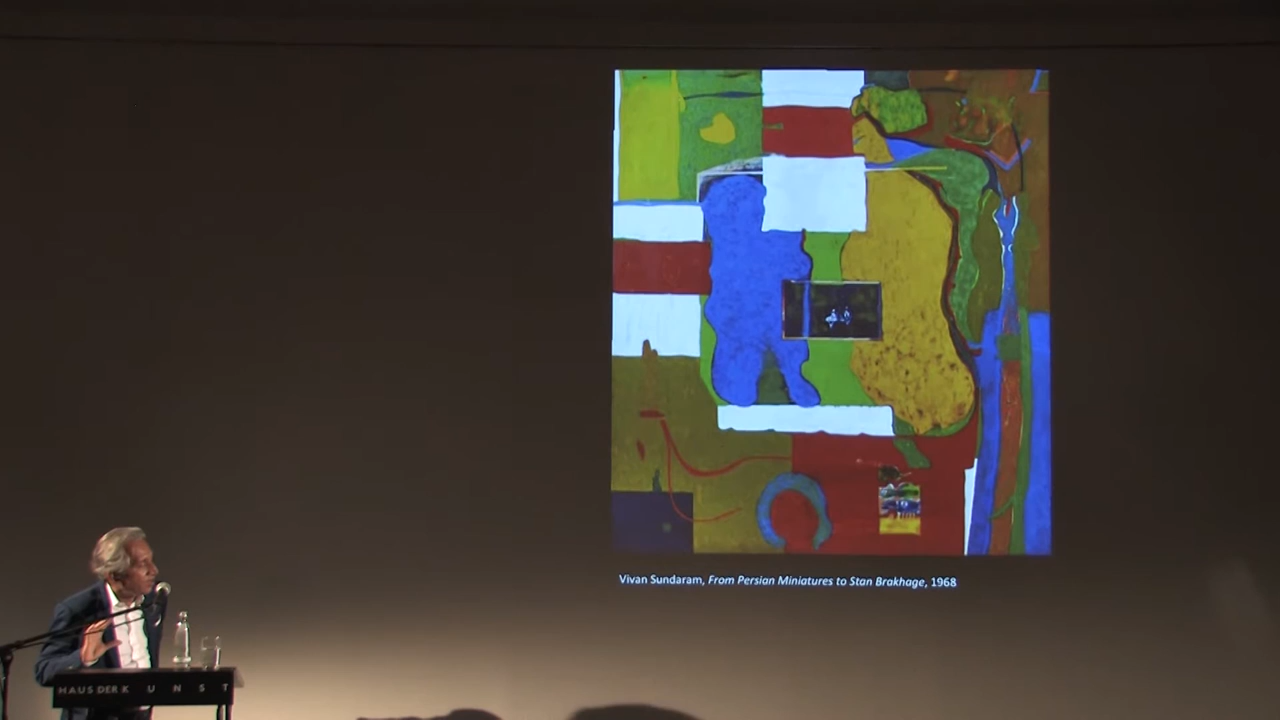 Vivan Sundaram, From Persian Miniatures to Stan Brakhage, 1968
HAUS DER K U N S T